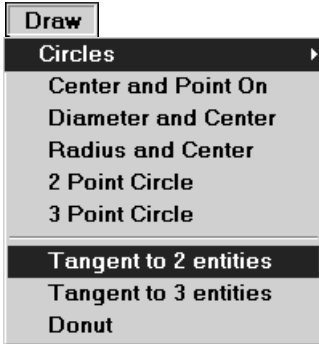 Draw
Circles
Center and Point On
Diameter and Center
Radius and Center
2 Point Circle
3 Point Circle
Tangent to 2 entities
Tangent to 3 entities
Donut